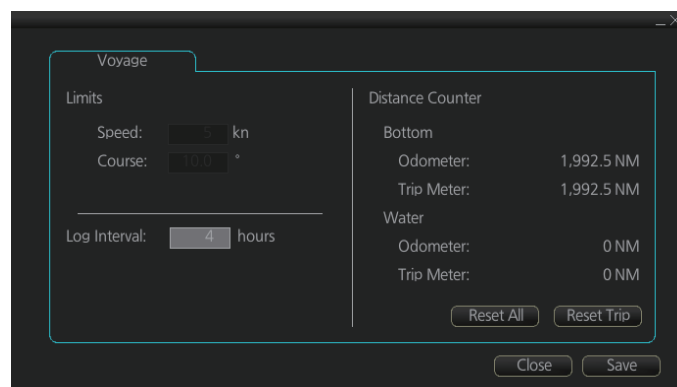 Voyage
Limits
Speed: 5 kn
Course: 10.0 °
Log Interval: 4 hours
Distance Counter
Bottom
Odometer: 1,992.5 NM
Trip Meter: 1,992.5 NM
Water
Odometer: 0 NM
Trip Meter: 0 NM
Reset All Reset Trip
Close Save